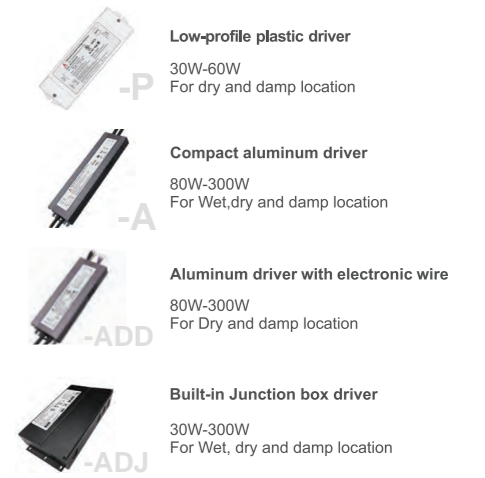 Low-profile plastic driver
30W-60W
For dry and damp location
-P
Compact aluminum driver
80W-300W
For Wet,dry and damp location
-A
Aluminum driver with electronic wire
80W-300W
For Dry and damp location
-ADD
Built-in Junction box driver
30W-300W
For Wet, dry and damp location
-ADJ